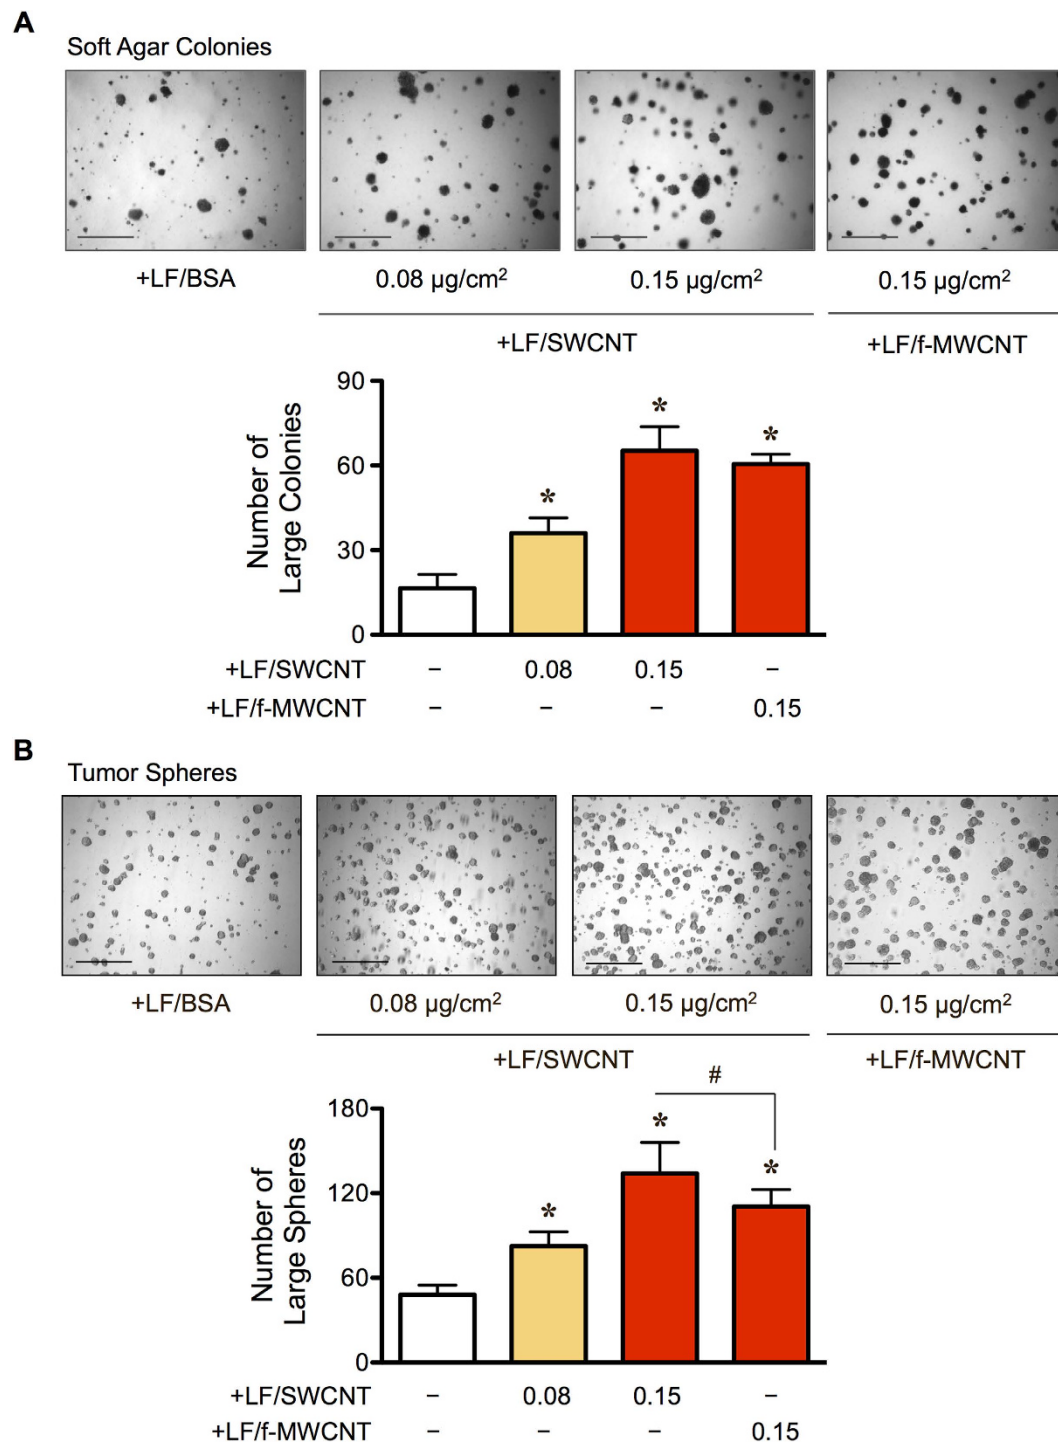 A
Soft Agar Colonies
+LF/BSA 0.08 µg/cm² 0.15 µg/cm² 0.15 µg/cm²
+LF/SWCNT +LF/f-MWCNT
Number of
Large Colonies
90
60
30
0
* * *
+LF/SWCNT – 0.08 0.15 –
+LF/f-MWCNT – – – 0.15
B
Tumor Spheres
+LF/BSA 0.08 µg/cm² 0.15 µg/cm² 0.15 µg/cm²
+LF/SWCNT +LF/f-MWCNT
#
Number of
Large Spheres
180
120
60
0
* * *
+LF/SWCNT – 0.08 0.15 –
+LF/f-MWCNT – – – 0.15